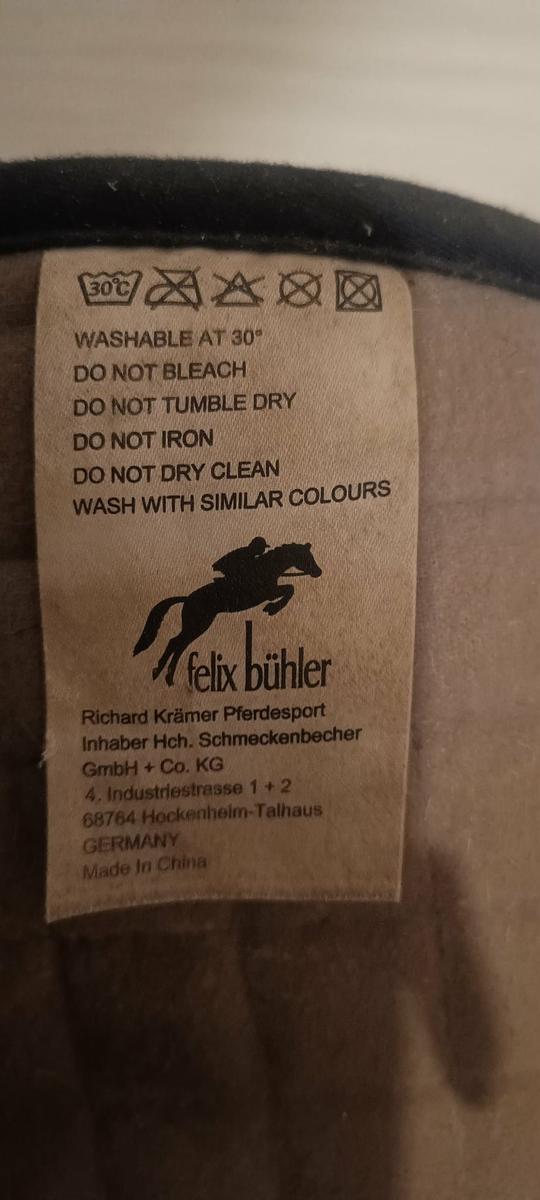 30°C
WASHABLE AT 30°
DO NOT BLEACH
DO NOT TUMBLE DRY
DO NOT IRON
DO NOT DRY CLEAN
WASH WITH SIMILAR COLOURS
felix bühler
Richard Krämer Pferdesport
Inhaber Hch. Schmeckenbecher
GmbH + Co. KG
4. Industriestrasse 1 + 2
68764 Hockenheim-Talhaus
GERMANY
Made In China